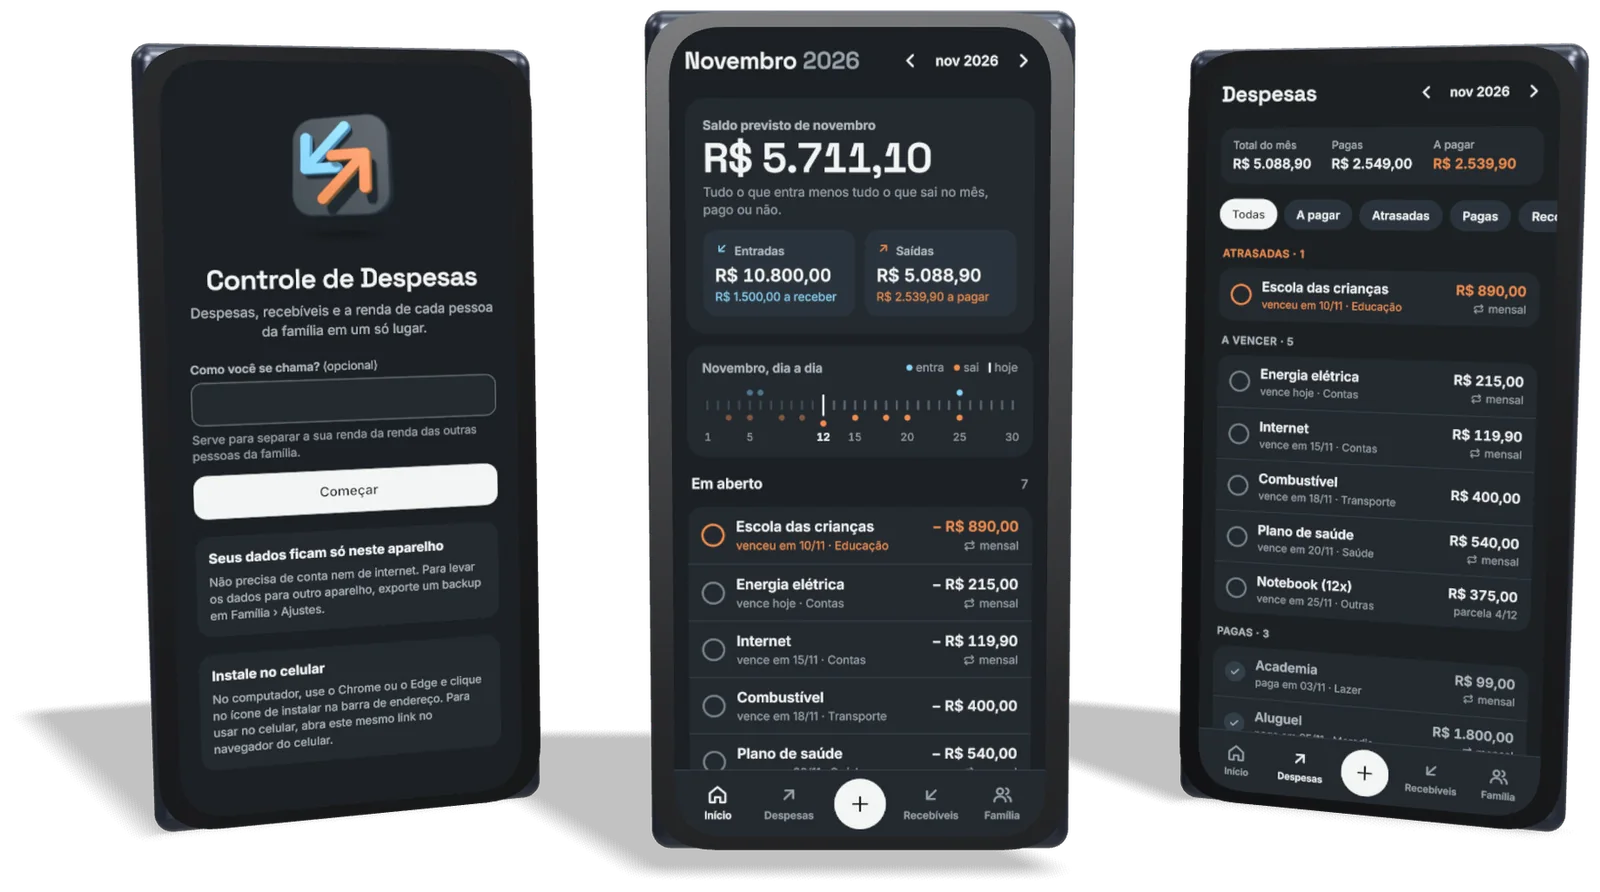 Controle de Despesas
Despesas, recebíveis e a renda de cada pessoa
da família em um só lugar.
Como você se chama? (opcional)
Serve para separar a sua renda da renda das outras
pessoas da família.
Começar
Seus dados ficam só neste aparelho
Não precisa de conta nem de internet. Para levar
os dados para outro aparelho, exporte um backup
em Família › Ajustes.
Instale no celular
No computador, use o Chrome ou o Edge e clique
no ícone de instalar na barra de endereço. Para
usar no celular, abra este mesmo link no
navegador do celular.
Novembro 2026
nov 2026
Saldo previsto de novembro
R$ 5.711,10
Tudo o que entra menos tudo o que sai no mês,
pago ou não.
Entradas
R$ 10.800,00
R$ 1.500,00 a receber
Saídas
R$ 5.088,90
R$ 2.539,90 a pagar
Novembro, dia a dia
entra sai hoje
1 5 12 15 20 25 30
Em aberto 7
Escola das crianças – R$ 890,00
venceu em 10/11 · Educação mensal
Energia elétrica – R$ 215,00
vence hoje · Contas mensal
Internet – R$ 119,90
vence em 15/11 · Contas mensal
Combustível – R$ 400,00
vence em 18/11 · Transporte
Plano de saúde – R$ 540,00
Início Despesas + Recebíveis Família
Despesas
nov 2026
Total do mês Pagas A pagar
R$ 5.088,90 R$ 2.549,00 R$ 2.539,90
Todas A pagar Atrasadas Pagas Reco
ATRASADAS · 1
Escola das crianças R$ 890,00
venceu em 10/11 · Educação mensal
A VENCER · 5
Energia elétrica R$ 215,00
vence hoje · Contas mensal
Internet R$ 119,90
vence em 15/11 · Contas mensal
Combustível R$ 400,00
vence em 18/11 · Transporte
Plano de saúde R$ 540,00
vence em 20/11 · Saúde mensal
Notebook (12x) R$ 375,00
vence em 25/11 · Outras parcela 4/12
PAGAS · 3
Academia R$ 99,00
paga em 03/11 · Lazer mensal
Aluguel R$ 1.800,00
Início Despesas + Recebíveis Família